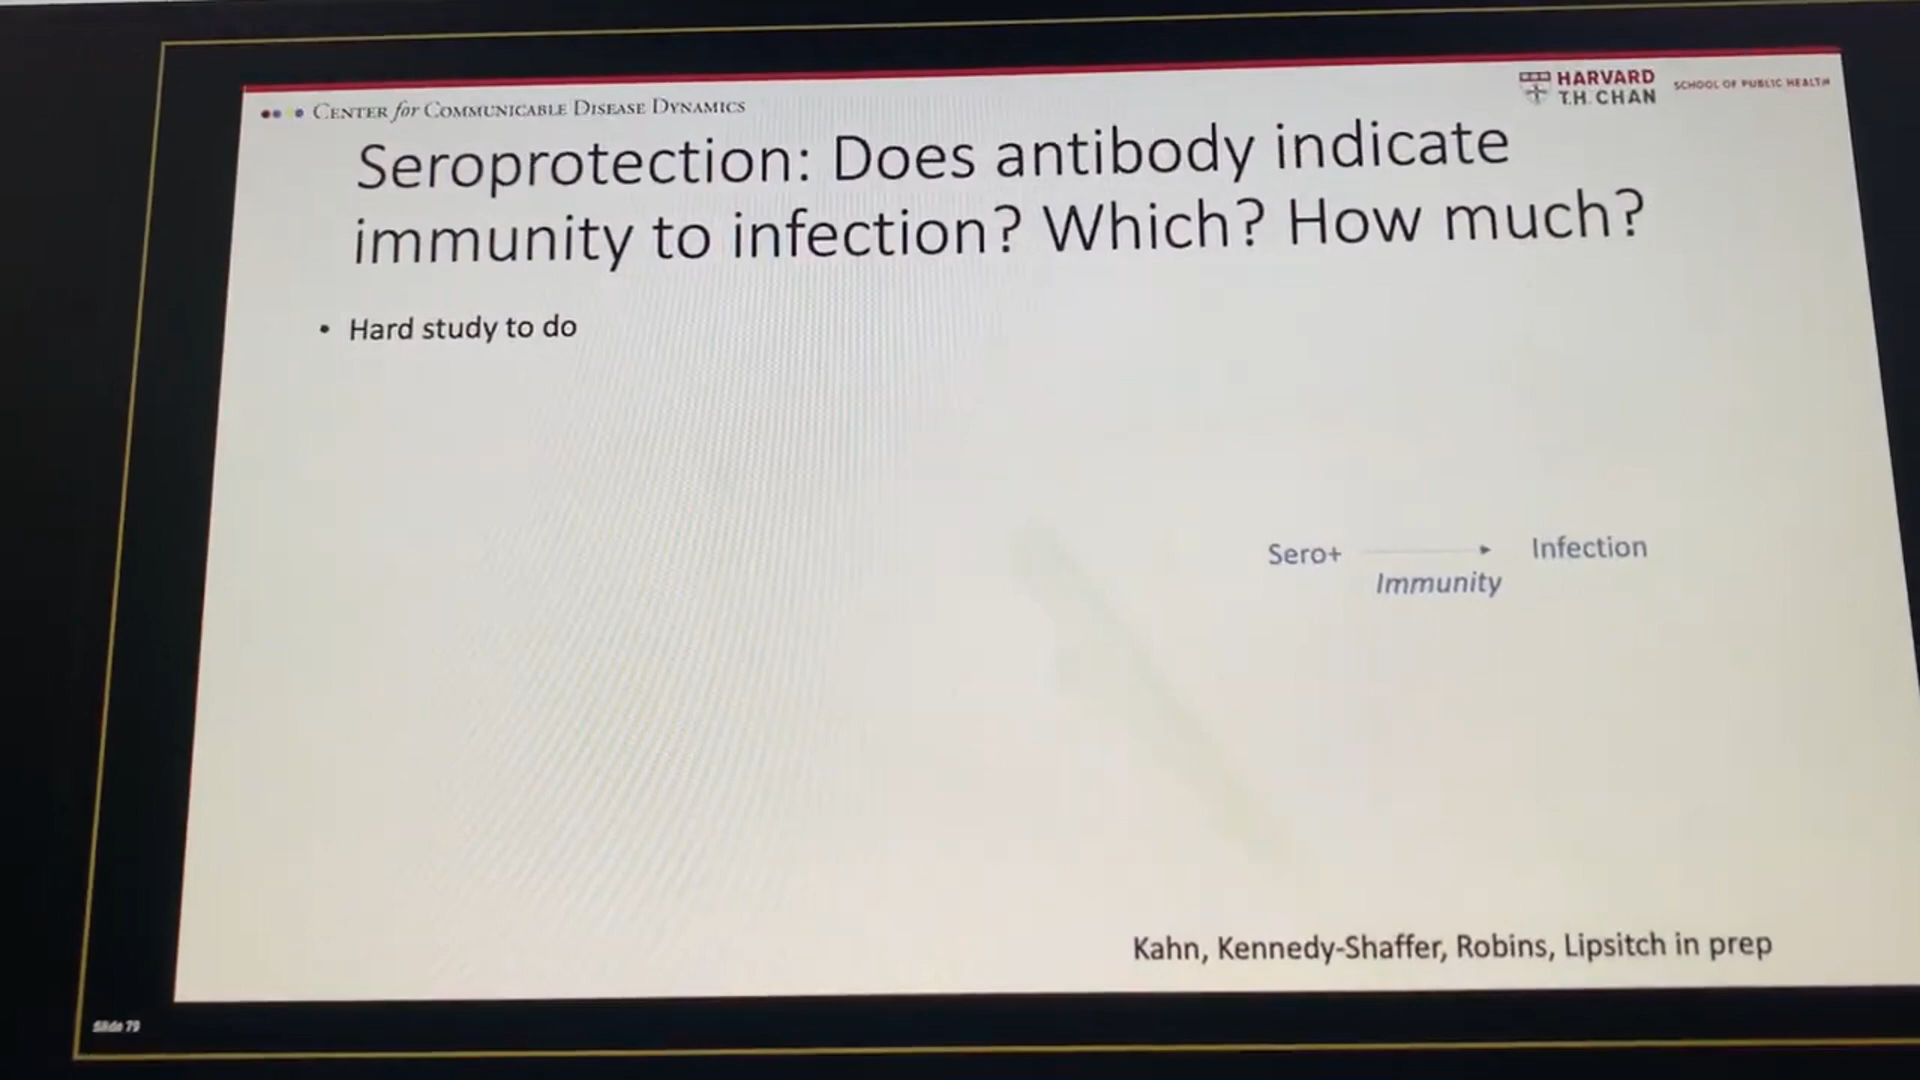 CENTER for COMMUNICABLE DISEASE DYNAMICS
HARVARD
T.H. CHAN
SCHOOL OF PUBLIC HEALTH
Seroprotection: Does antibody indicate
immunity to infection? Which? How much?
• Hard study to do
Sero+
Infection
Immunity
Kahn, Kennedy-Shaffer, Robins, Lipsitch in prep
Slide 79